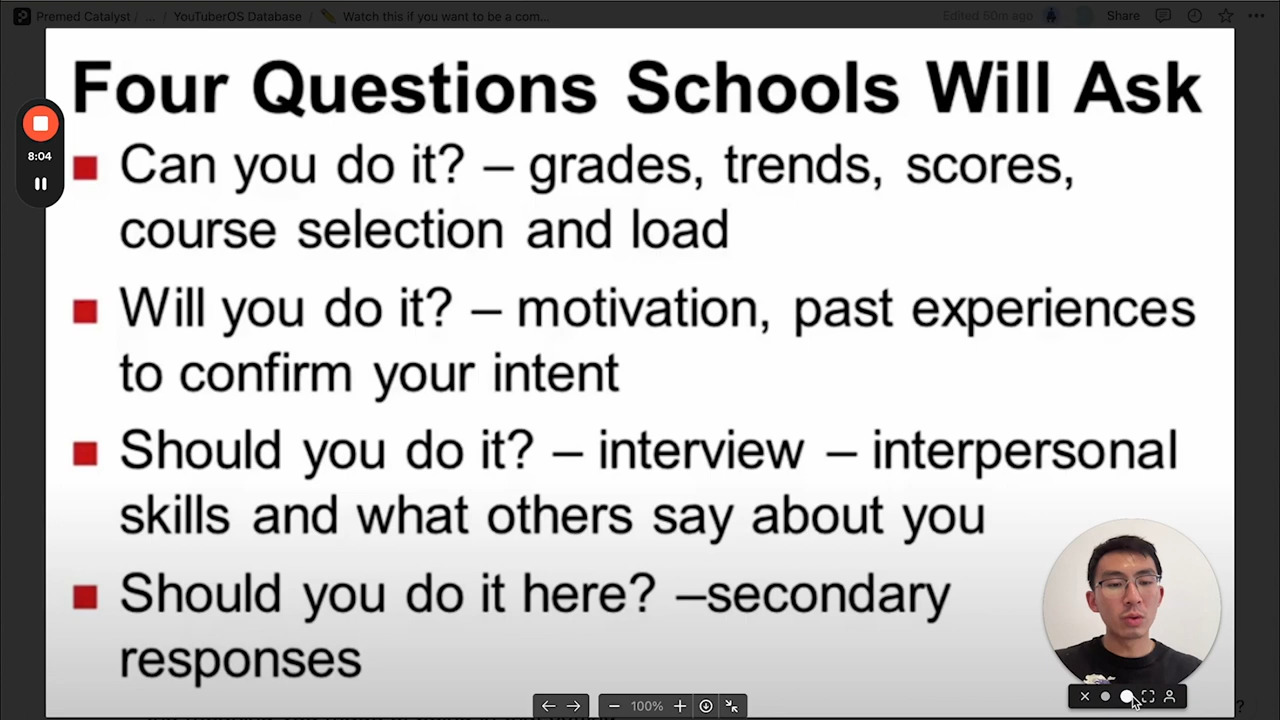 Premed Catalyst / ... / YouTuberOS Database / Watch this if you want to be a com...
Edited 50m ago Share
Four Questions Schools Will Ask
8:04
Can you do it? – grades, trends, scores,
course selection and load
Will you do it? – motivation, past experiences
to confirm your intent
Should you do it? – interview – interpersonal
skills and what others say about you
Should you do it here? –secondary
responses
100%
?